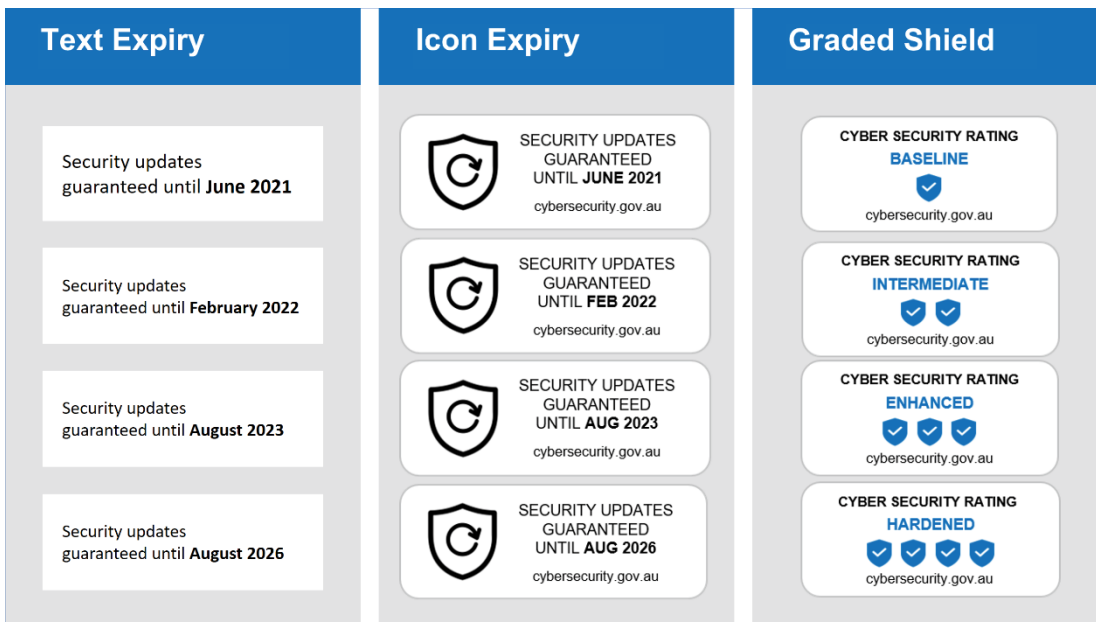 Text Expiry
Security updates
guaranteed until June 2021
Security updates
guaranteed until February 2022
Security updates
guaranteed until August 2023
Security updates
guaranteed until August 2026
Icon Expiry
SECURITY UPDATES
GUARANTEED
UNTIL JUNE 2021
cybersecurity.gov.au
SECURITY UPDATES
GUARANTEED
UNTIL FEB 2022
cybersecurity.gov.au
SECURITY UPDATES
GUARANTEED
UNTIL AUG 2023
cybersecurity.gov.au
SECURITY UPDATES
GUARANTEED
UNTIL AUG 2026
cybersecurity.gov.au
Graded Shield
CYBER SECURITY RATING
BASELINE
cybersecurity.gov.au
CYBER SECURITY RATING
INTERMEDIATE
cybersecurity.gov.au
CYBER SECURITY RATING
ENHANCED
cybersecurity.gov.au
CYBER SECURITY RATING
HARDENED
cybersecurity.gov.au